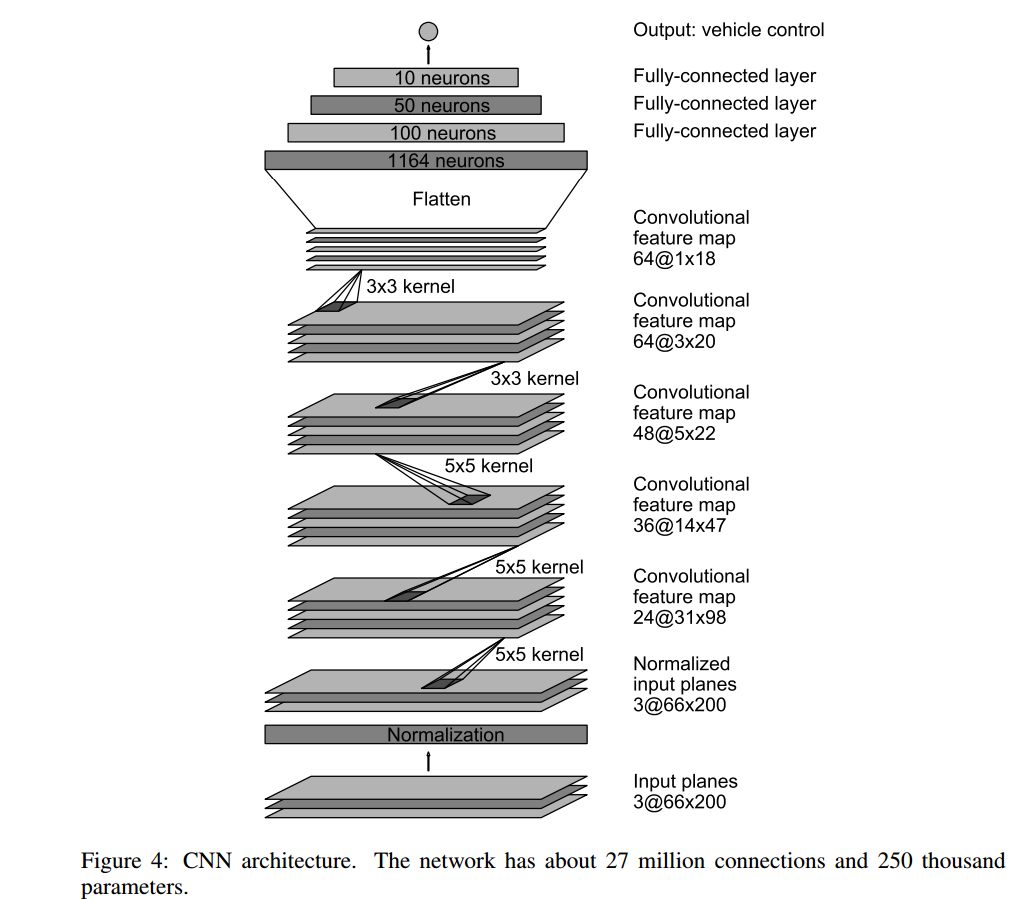 Output: vehicle control
10 neurons
Fully-connected layer
50 neurons
Fully-connected layer
100 neurons
Fully-connected layer
1164 neurons
Flatten
Convolutional
feature map
64@1x18
3x3 kernel
Convolutional
feature map
64@3x20
3x3 kernel
Convolutional
feature map
48@5x22
5x5 kernel
Convolutional
feature map
36@14x47
5x5 kernel
Convolutional
feature map
24@31x98
5x5 kernel
Normalized
input planes
3@66x200
Normalization
Input planes
3@66x200
Figure 4: CNN architecture. The network has about 27 million connections and 250 thousand
parameters.